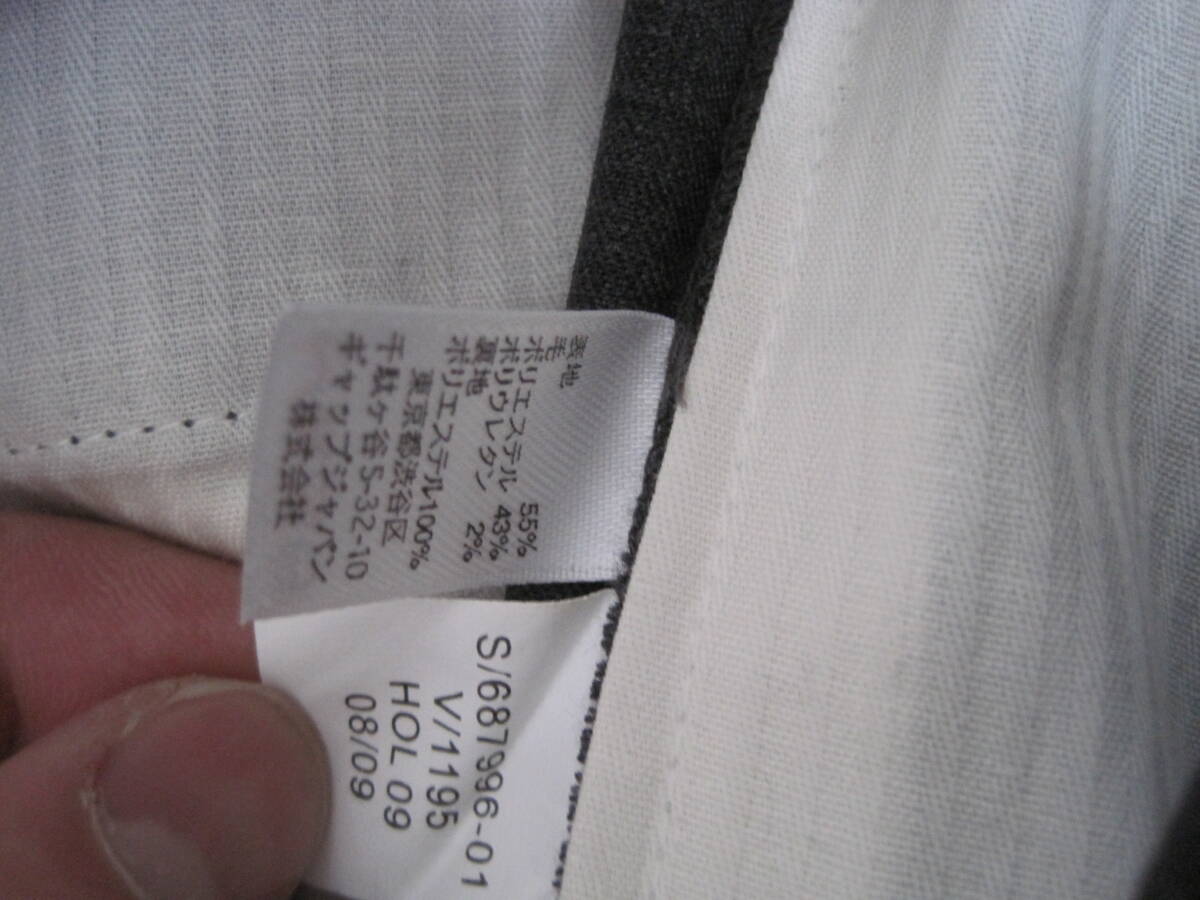 表地
毛 55%
ポリエステル 43%
ポリウレタン 2%
裏地
ポリエステル100%
東京都渋谷区
千駄ケ谷5-32-10
ギャップジャパン
株式会社
S/687996-01
V/1195
HOL 09
08/09